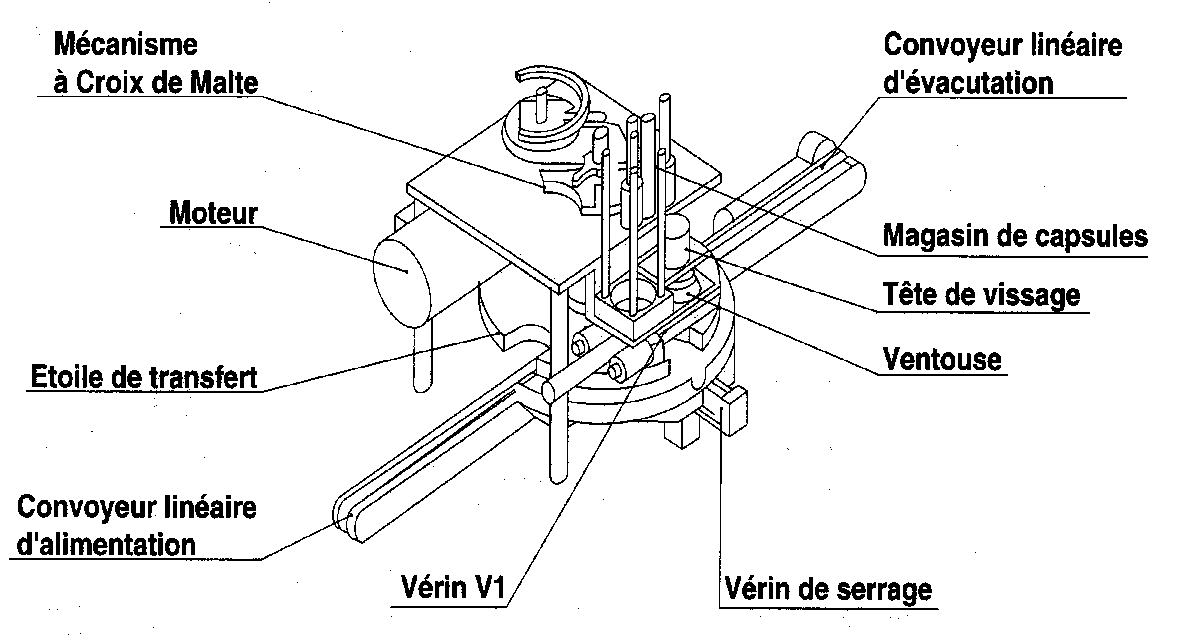 Mécanisme
à Croix de Malte
Convoyeur linéaire
d'évacutation
Moteur
Magasin de capsules
Tête de vissage
Ventouse
Etoile de transfert
Convoyeur linéaire
d'alimentation
Vérin V1
Vérin de serrage